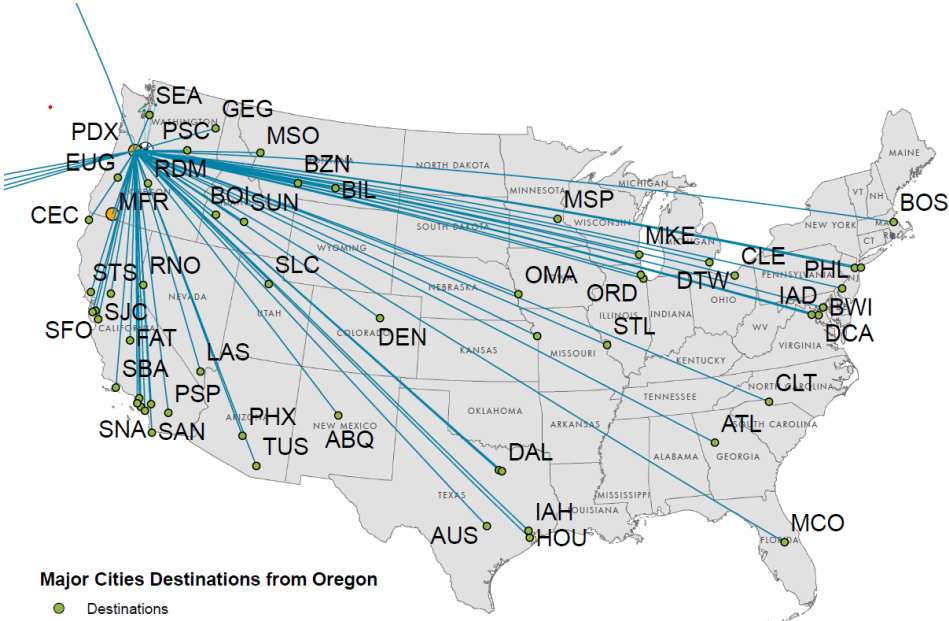 SEA
GEG
WASHINGTON
PDX
PSC
MSO
MAINE
EUG
RDM
BZN
NORTH DAKOTA
BIL
MINNESOTA
MICHIGAN
VT
NH
BOI
SUN
MSP
BOS
MFR
CEC
WISCONSIN
NEW YORK
MA
SOUTH DAKOTA
MKE
MICHIGAN
CT
RI
WYOMING
CLE
STS
RNO
SLC
OMA
DTW
PENNSYLVANIA
PHL
NJ
NEVADA
NEBRASKA
ORD
OHIO
IAD
BWI
SJC
UTAH
ILLINOIS
INDIANA
SFO
CALIFORNIA
COLORADO
DEN
STL
WV
DCA
FAT
LAS
KANSAS
MISSOURI
KENTUCKY
VIRGINIA
SBA
PSP
CLT
NORTH CAROLINA
TENNESSEE
SNA
SAN
ARIZONA
PHX
NEW MEXICO
OKLAHOMA
ARKANSAS
ATL
SOUTH CAROLINA
TUS
ABQ
DAL
ALABAMA
GEORGIA
TEXAS
MISSISSIPPI
LOUISIANA
AUS
IAH
HOU
MCO
FLORIDA
Major Cities Destinations from Oregon
Destinations